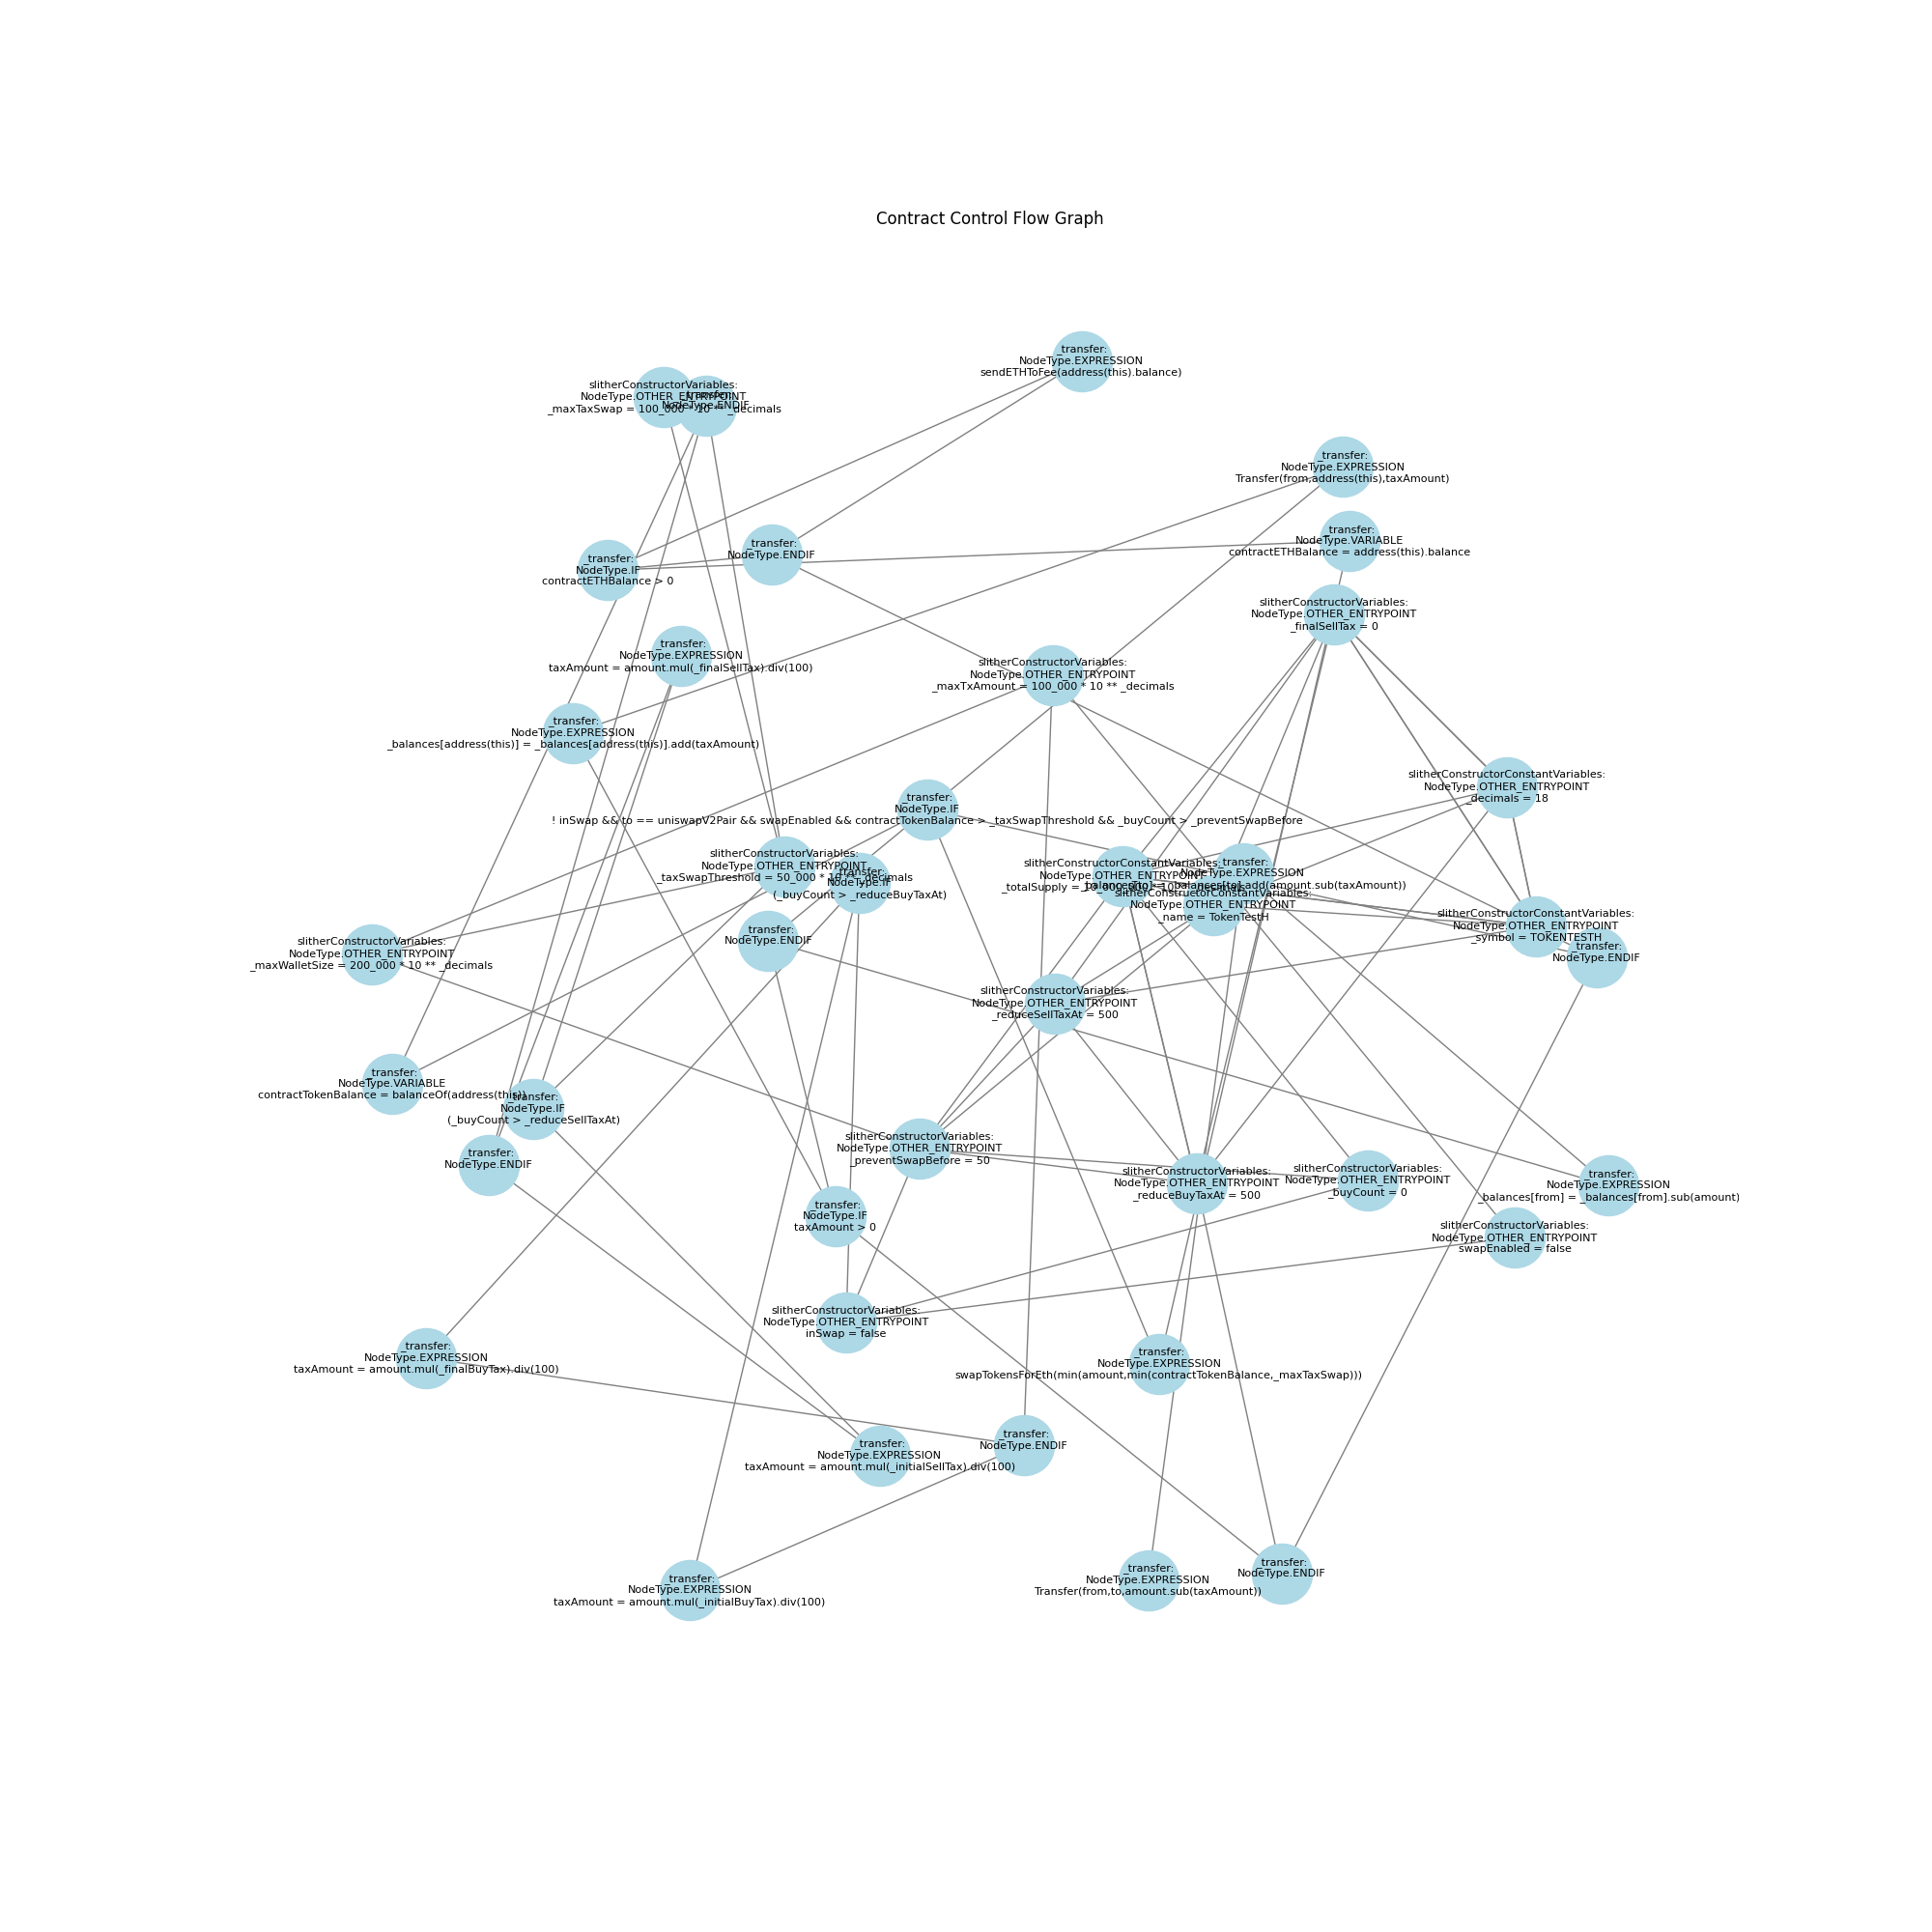 Contract Control Flow Graph
_transfer:
NodeType.EXPRESSION
sendETHToFee(address(this).balance)
slitherConstructorVariables:
NodeType.OTHER_ENTRYPOINT
_maxTaxSwap = 100_000 * 10 ** _decimals
_transfer:
NodeType.ENDIF
_transfer:
NodeType.EXPRESSION
Transfer(from,address(this),taxAmount)
_transfer:
NodeType.VARIABLE
contractETHBalance = address(this).balance
_transfer:
NodeType.ENDIF
_transfer:
NodeType.IF
contractETHBalance > 0
slitherConstructorVariables:
NodeType.OTHER_ENTRYPOINT
_finalSellTax = 0
_transfer:
NodeType.EXPRESSION
taxAmount = amount.mul(_finalSellTax).div(100)
slitherConstructorVariables:
NodeType.OTHER_ENTRYPOINT
_maxTxAmount = 100_000 * 10 ** _decimals
_transfer:
NodeType.EXPRESSION
_balances[address(this)] = _balances[address(this)].add(taxAmount)
slitherConstructorConstantVariables:
NodeType.OTHER_ENTRYPOINT
_decimals = 18
_transfer:
NodeType.IF
! inSwap && to == uniswapV2Pair && swapEnabled && contractTokenBalance > _taxSwapThreshold && _buyCount > _preventSwapBefore
slitherConstructorVariables:
NodeType.OTHER_ENTRYPOINT
_taxSwapThreshold = 50_000 * 10 ** _decimals
_transfer:
NodeType.IF
(_buyCount > _reduceBuyTaxAt)
slitherConstructorConstantVariables:
NodeType.OTHER_ENTRYPOINT
_totalSupply =
_transfer:
NodeType.EXPRESSION
_balances[to].add(amount.sub(taxAmount))
slitherConstructorConstantVariables:
NodeType.OTHER_ENTRYPOINT
_name = TokenTestH
slitherConstructorConstantVariables:
NodeType.OTHER_ENTRYPOINT
_symbol = TOKENTESTH
_transfer:
NodeType.ENDIF
_transfer:
NodeType.ENDIF
slitherConstructorVariables:
NodeType.OTHER_ENTRYPOINT
_maxWalletSize = 200_000 * 10 ** _decimals
slitherConstructorVariables:
NodeType.OTHER_ENTRYPOINT
_reduceSellTaxAt = 500
_transfer:
NodeType.VARIABLE
contractTokenBalance = balanceOf(address(this))
_transfer:
NodeType.IF
(_buyCount > _reduceSellTaxAt)
_transfer:
NodeType.ENDIF
slitherConstructorVariables:
NodeType.OTHER_ENTRYPOINT
_preventSwapBefore = 50
slitherConstructorVariables:
NodeType.OTHER_ENTRYPOINT
_reduceBuyTaxAt = 500
slitherConstructorVariables:
NodeType.OTHER_ENTRYPOINT
_buyCount = 0
_transfer:
NodeType.EXPRESSION
_balances[from] = _balances[from].sub(amount)
_transfer:
NodeType.IF
taxAmount > 0
slitherConstructorVariables:
NodeType.OTHER_ENTRYPOINT
swapEnabled = false
slitherConstructorVariables:
NodeType.OTHER_ENTRYPOINT
inSwap = false
_transfer:
NodeType.EXPRESSION
taxAmount = amount.mul(_finalBuyTax).div(100)
_transfer:
NodeType.EXPRESSION
swapTokensForEth(min(amount,min(contractTokenBalance,_maxTaxSwap)))
_transfer:
NodeType.ENDIF
_transfer:
NodeType.EXPRESSION
taxAmount = amount.mul(_initialSellTax).div(100)
_transfer:
NodeType.EXPRESSION
taxAmount = amount.mul(_initialBuyTax).div(100)
_transfer:
NodeType.EXPRESSION
Transfer(from,to,amount.sub(taxAmount))
_transfer:
NodeType.ENDIF